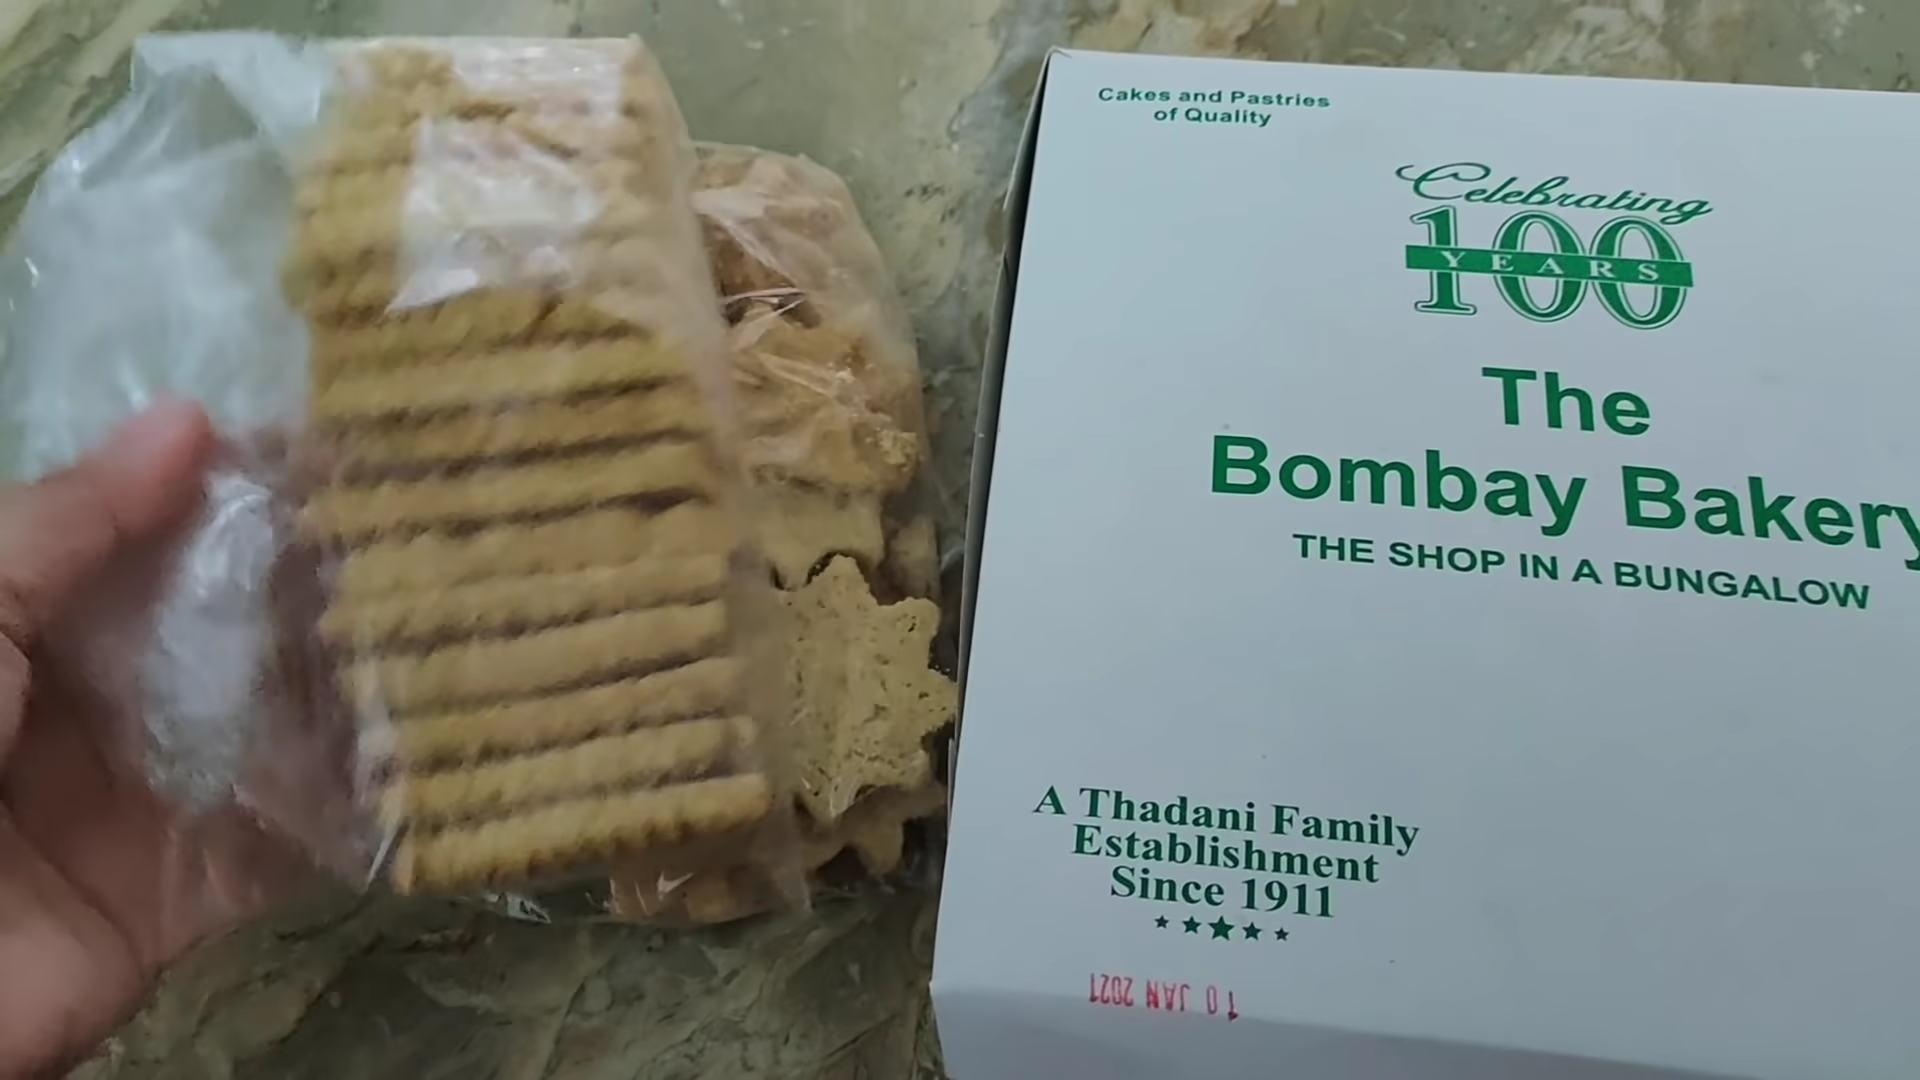 Cakes and Pastries
of Quality
Celebrating
100
YEARS
The
Bombay Bakery
THE SHOP IN A BUNGALOW
A Thadani Family
Establishment
Since 1911
10 JAN 2021